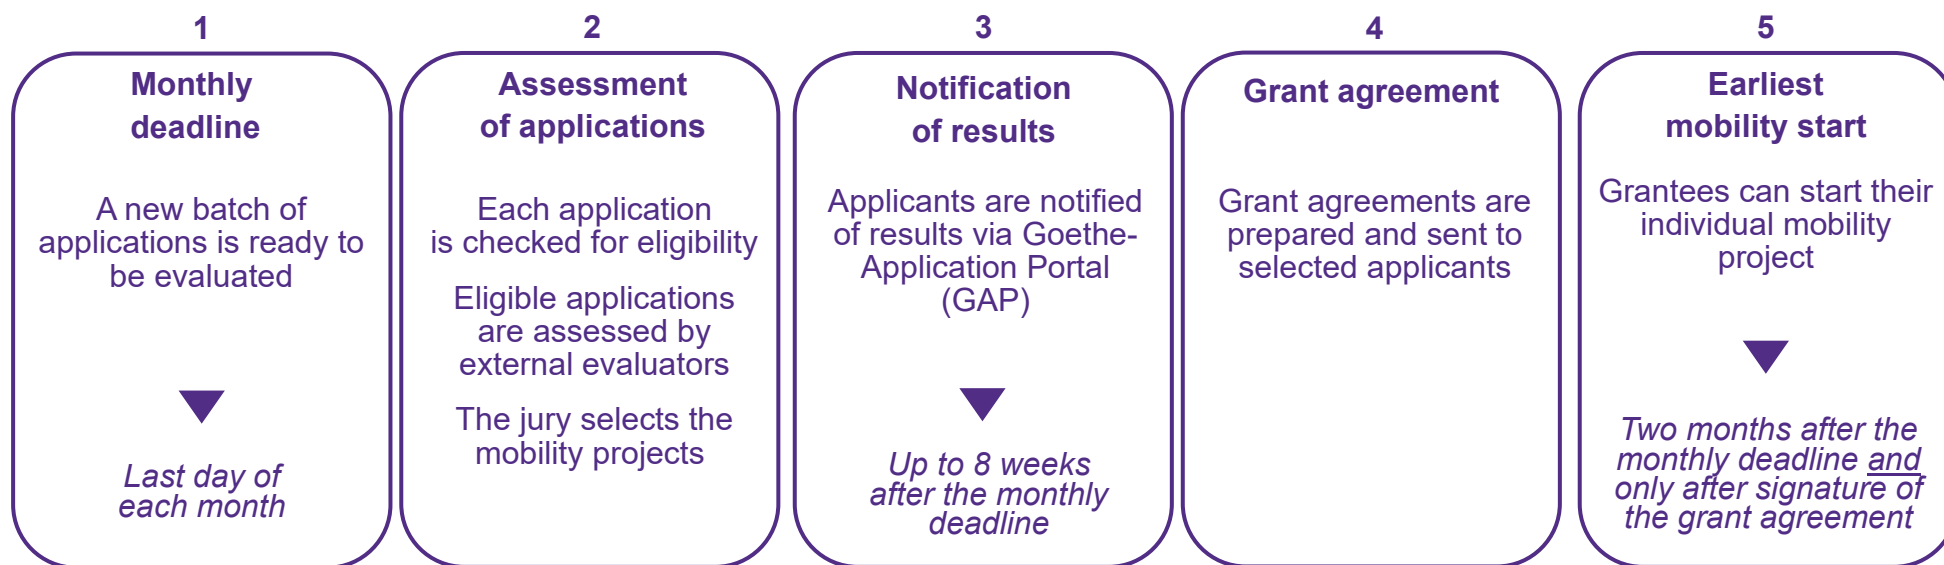 1
Monthly
deadline
A new batch of
applications is ready to
be evaluated
Last day of
each month
2
Assessment
of applications
Each application
is checked for eligibility
Eligible applications
are assessed by
external evaluators
The jury selects the
mobility projects
3
Notification
of results
Applicants are notified
of results via Goethe-
Application Portal
(GAP)
Up to 8 weeks
after the monthly
deadline
4
Grant agreement
Grant agreements are
prepared and sent to
selected applicants
5
Earliest
mobility start
Grantees can start their
individual mobility
project
Two months after the
monthly deadline and
only after signature of
the grant agreement